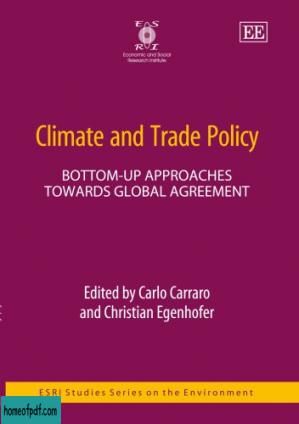 E S
R I
Economic and Social
Research Institute
EE
Climate and Trade Policy
BOTTOM-UP APPROACHES
TOWARDS GLOBAL AGREEMENT
Edited by Carlo Carraro
and Christian Egenhofer
ESRI Studies Series on the Environment
homeofpdf.com